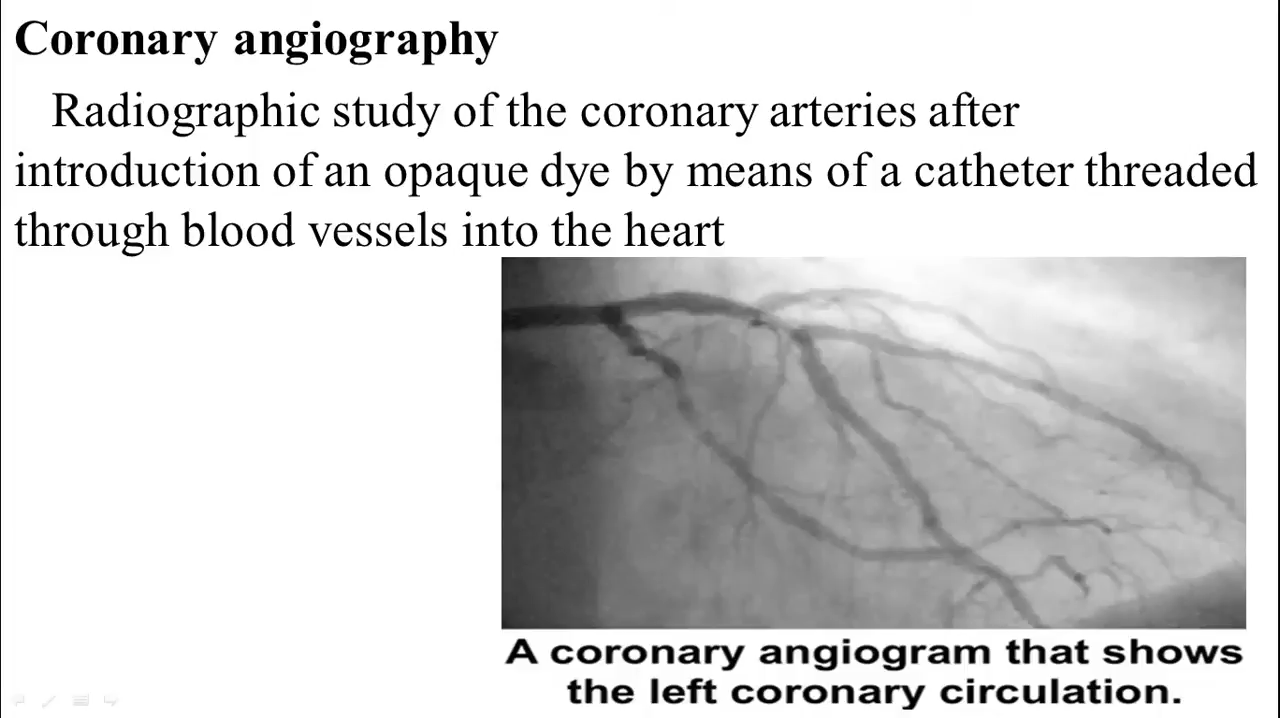 Coronary angiography
Radiographic study of the coronary arteries after
introduction of an opaque dye by means of a catheter threaded
through blood vessels into the heart
A coronary angiogram that shows
the left coronary circulation.